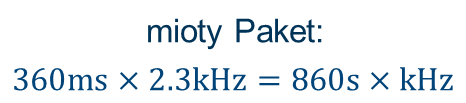 mioty Paket:
360ms × 2.3kHz = 860s × kHz